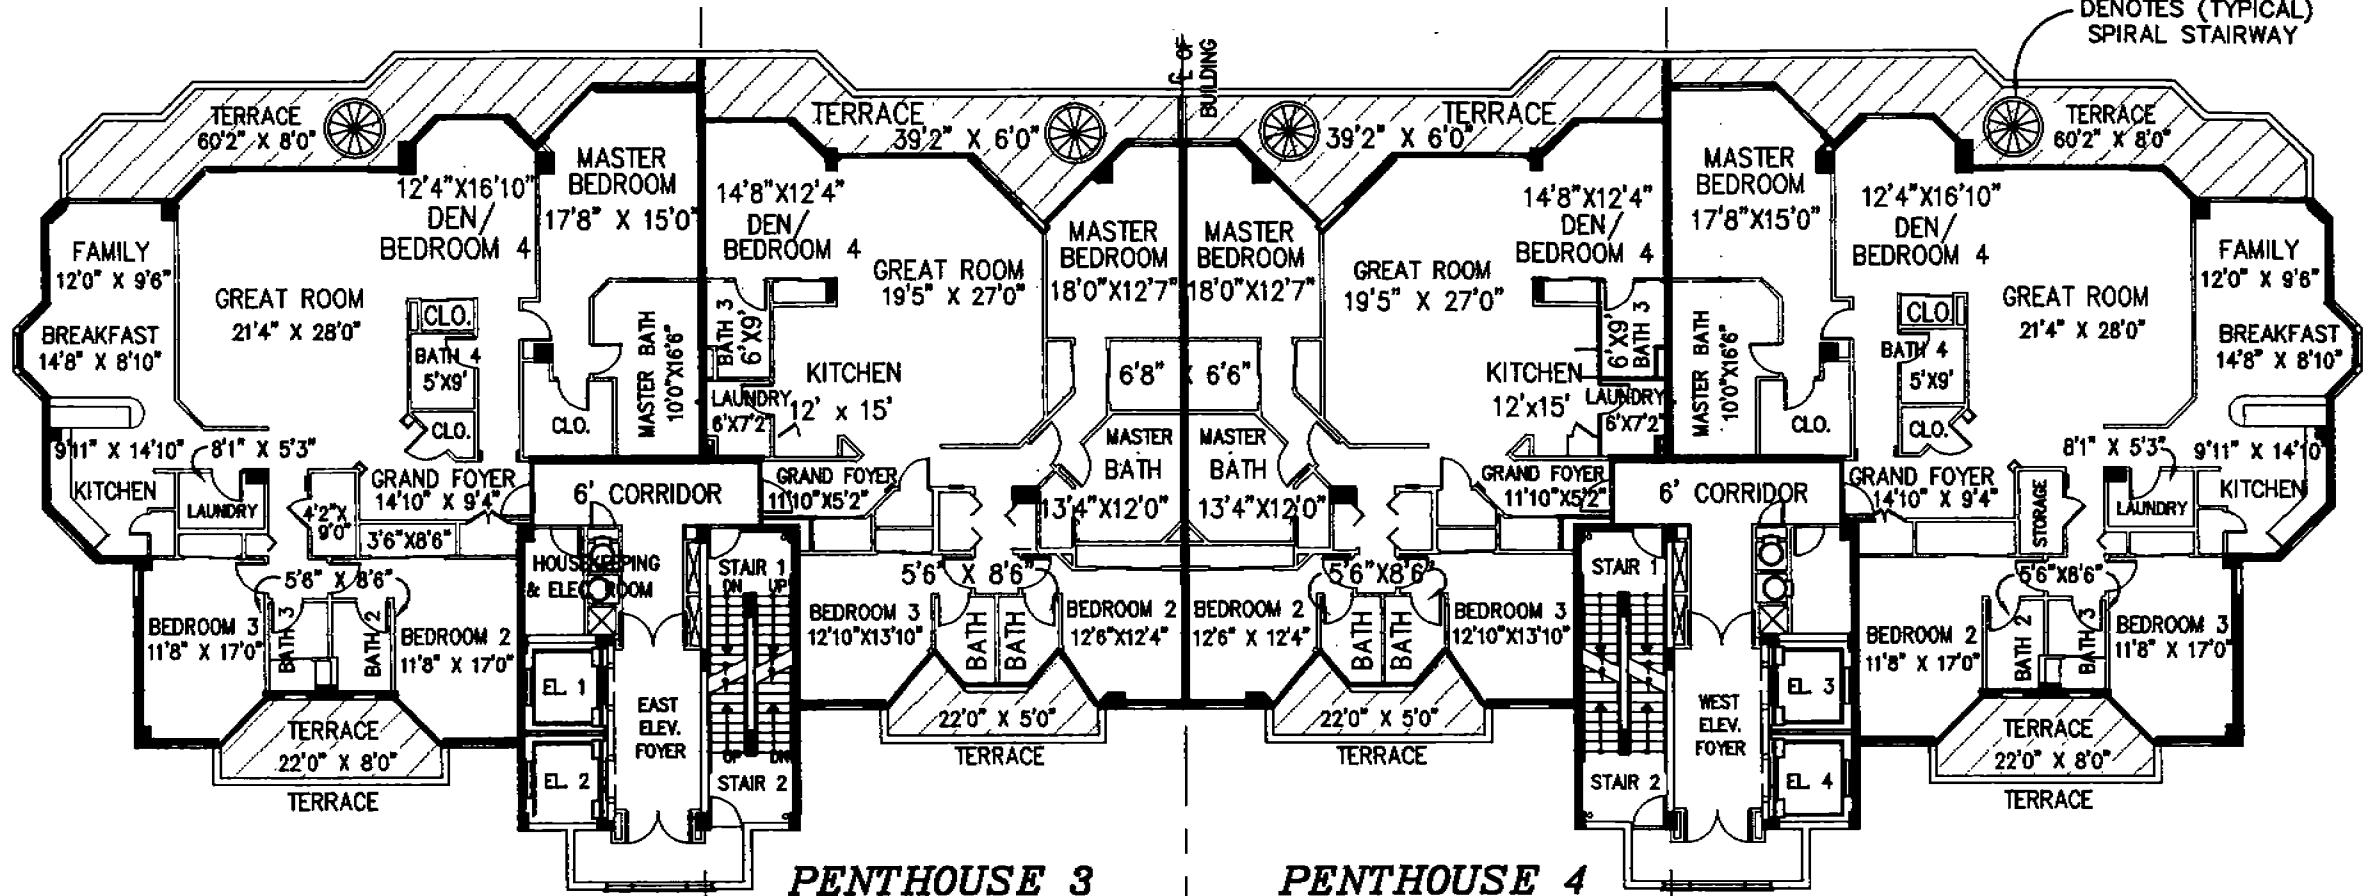 DENOTES (TYPICAL)
SPIRAL STAIRWAY
℄ OF
BUILDING
TERRACE
60'2" X 8'0"
12'4"X16'10"
DEN/
BEDROOM 4
MASTER
BEDROOM
17'8" X 15'0"
FAMILY
12'0" X 9'6"
GREAT ROOM
21'4" X 28'0"
BREAKFAST
14'8" X 8'10"
CLO.
BATH 4
5'X9'
CLO.
CLO.
MASTER BATH
10'0"X16'6"
9'11" X 14'10"
KITCHEN
8'1" X 5'3"
LAUNDRY
4'2"X
9'0"
GRAND FOYER
14'10" X 9'4"
3'6"X8'6"
5'6" X 8'6"
BEDROOM 3
11'8" X 17'0"
BATH 3
BATH 2
BEDROOM 2
11'8" X 17'0"
TERRACE
22'0" X 8'0"
TERRACE
6' CORRIDOR
HOUSEKEEPING
& ELEC ROOM
EL. 1
EL. 2
EAST
ELEV.
FOYER
STAIR 1
DN UP
UP DN
STAIR 2
TERRACE
39'2" X 6'0"
14'8"X12'4"
DEN/
BEDROOM 4
GREAT ROOM
19'5" X 27'0"
BATH 3
6'X9'
LAUNDRY
6'X7'2"
KITCHEN
12' x 15'
MASTER
BEDROOM
18'0"X12'7"
6'8" X 6'6"
MASTER
BATH
13'4"X12'0"
GRAND FOYER
11'10"X5'2"
5'6" X 8'6"
BEDROOM 3
12'10"X13'10"
BATH
BATH
BEDROOM 2
12'6"X12'4"
22'0" X 5'0"
TERRACE
PENTHOUSE 3
TERRACE
39'2" X 6'0"
MASTER
BEDROOM
18'0"X12'7"
GREAT ROOM
19'5" X 27'0"
14'8"X12'4"
DEN/
BEDROOM 4
6'X9'
BATH 3
KITCHEN
12'x15'
LAUNDRY
6'X7'2"
MASTER
BATH
13'4"X12'0"
GRAND FOYER
11'10"X5'2"
5'6"X8'6"
BEDROOM 2
12'6" X 12'4"
BATH
BATH
BEDROOM 3
12'10"X13'10"
22'0" X 5'0"
TERRACE
PENTHOUSE 4
6' CORRIDOR
STAIR 1
STAIR 2
WEST
ELEV.
FOYER
EL. 3
EL. 4
MASTER
BEDROOM
17'8"X15'0"
MASTER BATH
10'0"X16'6"
CLO.
TERRACE
60'2" X 8'0"
12'4"X16'10"
DEN/
BEDROOM 4
CLO.
BATH 4
5'X9'
CLO.
GREAT ROOM
21'4" X 28'0"
FAMILY
12'0" X 9'6"
BREAKFAST
14'8" X 8'10"
8'1" X 5'3"
9'11" X 14'10"
KITCHEN
LAUNDRY
STORAGE
GRAND FOYER
14'10" X 9'4"
5'6"X8'6"
BEDROOM 2
11'8" X 17'0"
BATH 2
BATH 3
BEDROOM 3
11'8" X 17'0"
TERRACE
22'0" X 8'0"
TERRACE